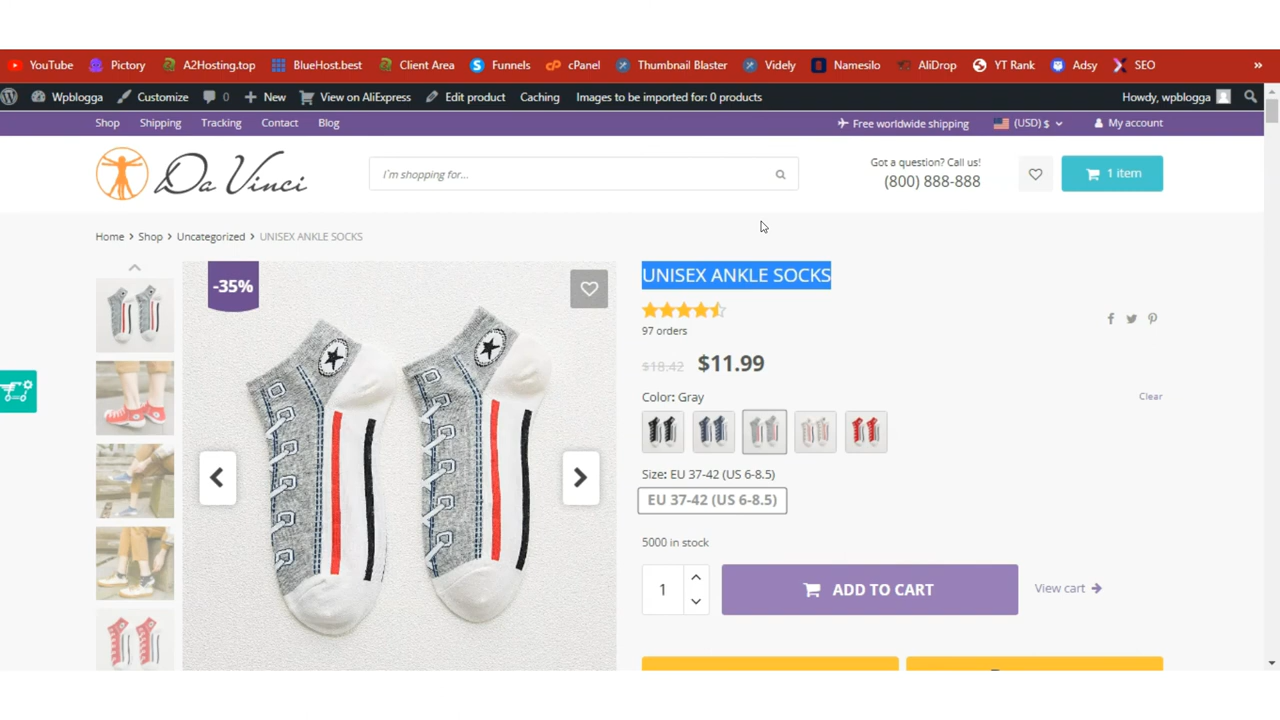 YouTube Pictory A2Hosting.top BlueHost.best Client Area Funnels cPanel Thumbnail Blaster Videly Namesilo AliDrop YT Rank Adsy SEO »
Wpblogga Customize 0 New View on AliExpress Edit product Caching Images to be imported for: 0 products Howdy, wpblogga
Shop Shipping Tracking Contact Blog Free worldwide shipping (USD) $ My account
Da Vinci
I'm shopping for...
Got a question? Call us!
(800) 888-888
1 item
Home > Shop > Uncategorized > UNISEX ANKLE SOCKS
-35%
UNISEX ANKLE SOCKS
97 orders
$18.42 $11.99
Color: Gray
Clear
Size: EU 37-42 (US 6-8.5)
EU 37-42 (US 6-8.5)
5000 in stock
1
ADD TO CART
View cart